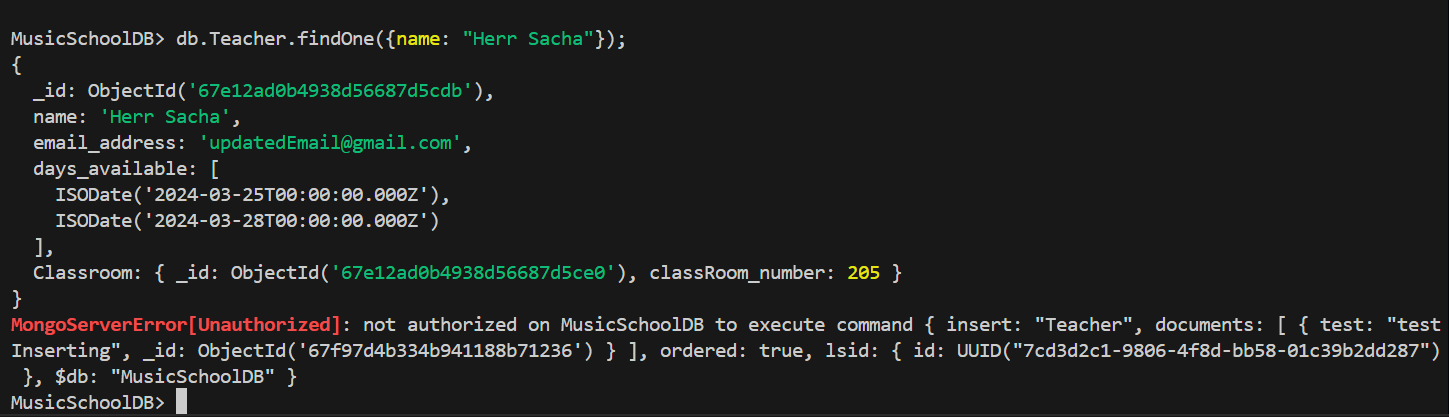 MusicSchoolDB> db.Teacher.findOne({name: "Herr Sacha"});
{
  _id: ObjectId('67e12ad0b4938d56687d5cdb'),
  name: 'Herr Sacha',
  email_address: 'updatedEmail@gmail.com',
  days_available: [
    ISODate('2024-03-25T00:00:00.000Z'),
    ISODate('2024-03-28T00:00:00.000Z')
  ],
  Classroom: { _id: ObjectId('67e12ad0b4938d56687d5ce0'), classRoom_number: 205 }
}
MongoServerError[Unauthorized]: not authorized on MusicSchoolDB to execute command { insert: "Teacher", documents: [ { test: "test
Inserting", _id: ObjectId('67f97d4b334b941188b71236') } ], ordered: true, lsid: { id: UUID("7cd3d2c1-9806-4f8d-bb58-01c39b2dd287")
 }, $db: "MusicSchoolDB" }
MusicSchoolDB>